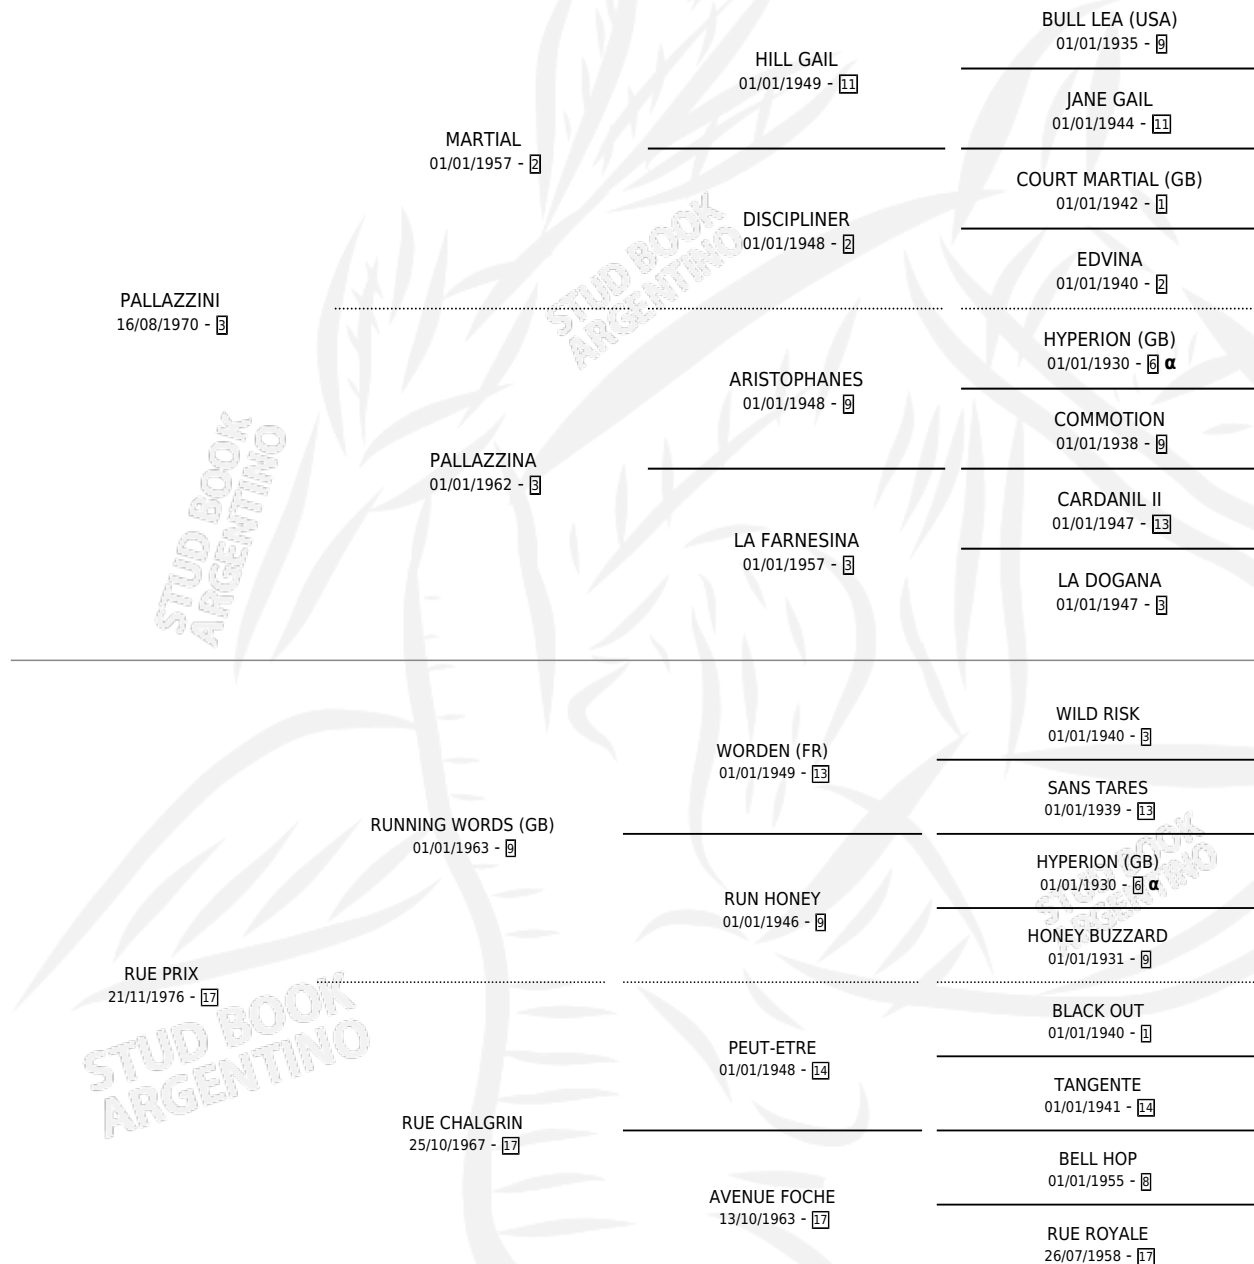 BULL LEA (USA)
01/01/1935 - 9
HILL GAIL
01/01/1949 - 11
JANE GAIL
01/01/1944 - 11
MARTIAL
01/01/1957 - 2
COURT MARTIAL (GB)
01/01/1942 - 1
DISCIPLINER
01/01/1948 - 2
EDVINA
01/01/1940 - 2
PALLAZZINI
16/08/1970 - 3
HYPERION (GB)
01/01/1930 - 6 α
ARISTOPHANES
01/01/1948 - 9
COMMOTION
01/01/1938 - 9
PALLAZZINA
01/01/1962 - 3
CARDANIL II
01/01/1947 - 13
LA FARNESINA
01/01/1957 - 3
LA DOGANA
01/01/1947 - 3
STUD BOOK
ARGENTINO
STUD BOOK
ARGENTINO
WILD RISK
01/01/1940 - 3
WORDEN (FR)
01/01/1949 - 13
SANS TARES
01/01/1939 - 13
RUNNING WORDS (GB)
01/01/1963 - 9
HYPERION (GB)
01/01/1930 - 6 α
RUN HONEY
01/01/1946 - 9
HONEY BUZZARD
01/01/1931 - 9
STUD BOOK
ARGENTINO
RUE PRIX
21/11/1976 - 17
BLACK OUT
01/01/1940 - 1
PEUT-ETRE
01/01/1948 - 14
TANGENTE
01/01/1941 - 14
RUE CHALGRIN
25/10/1967 - 17
BELL HOP
01/01/1955 - 8
AVENUE FOCHE
13/10/1963 - 17
RUE ROYALE
26/07/1958 - 17
STUD BOOK
ARGENTINO